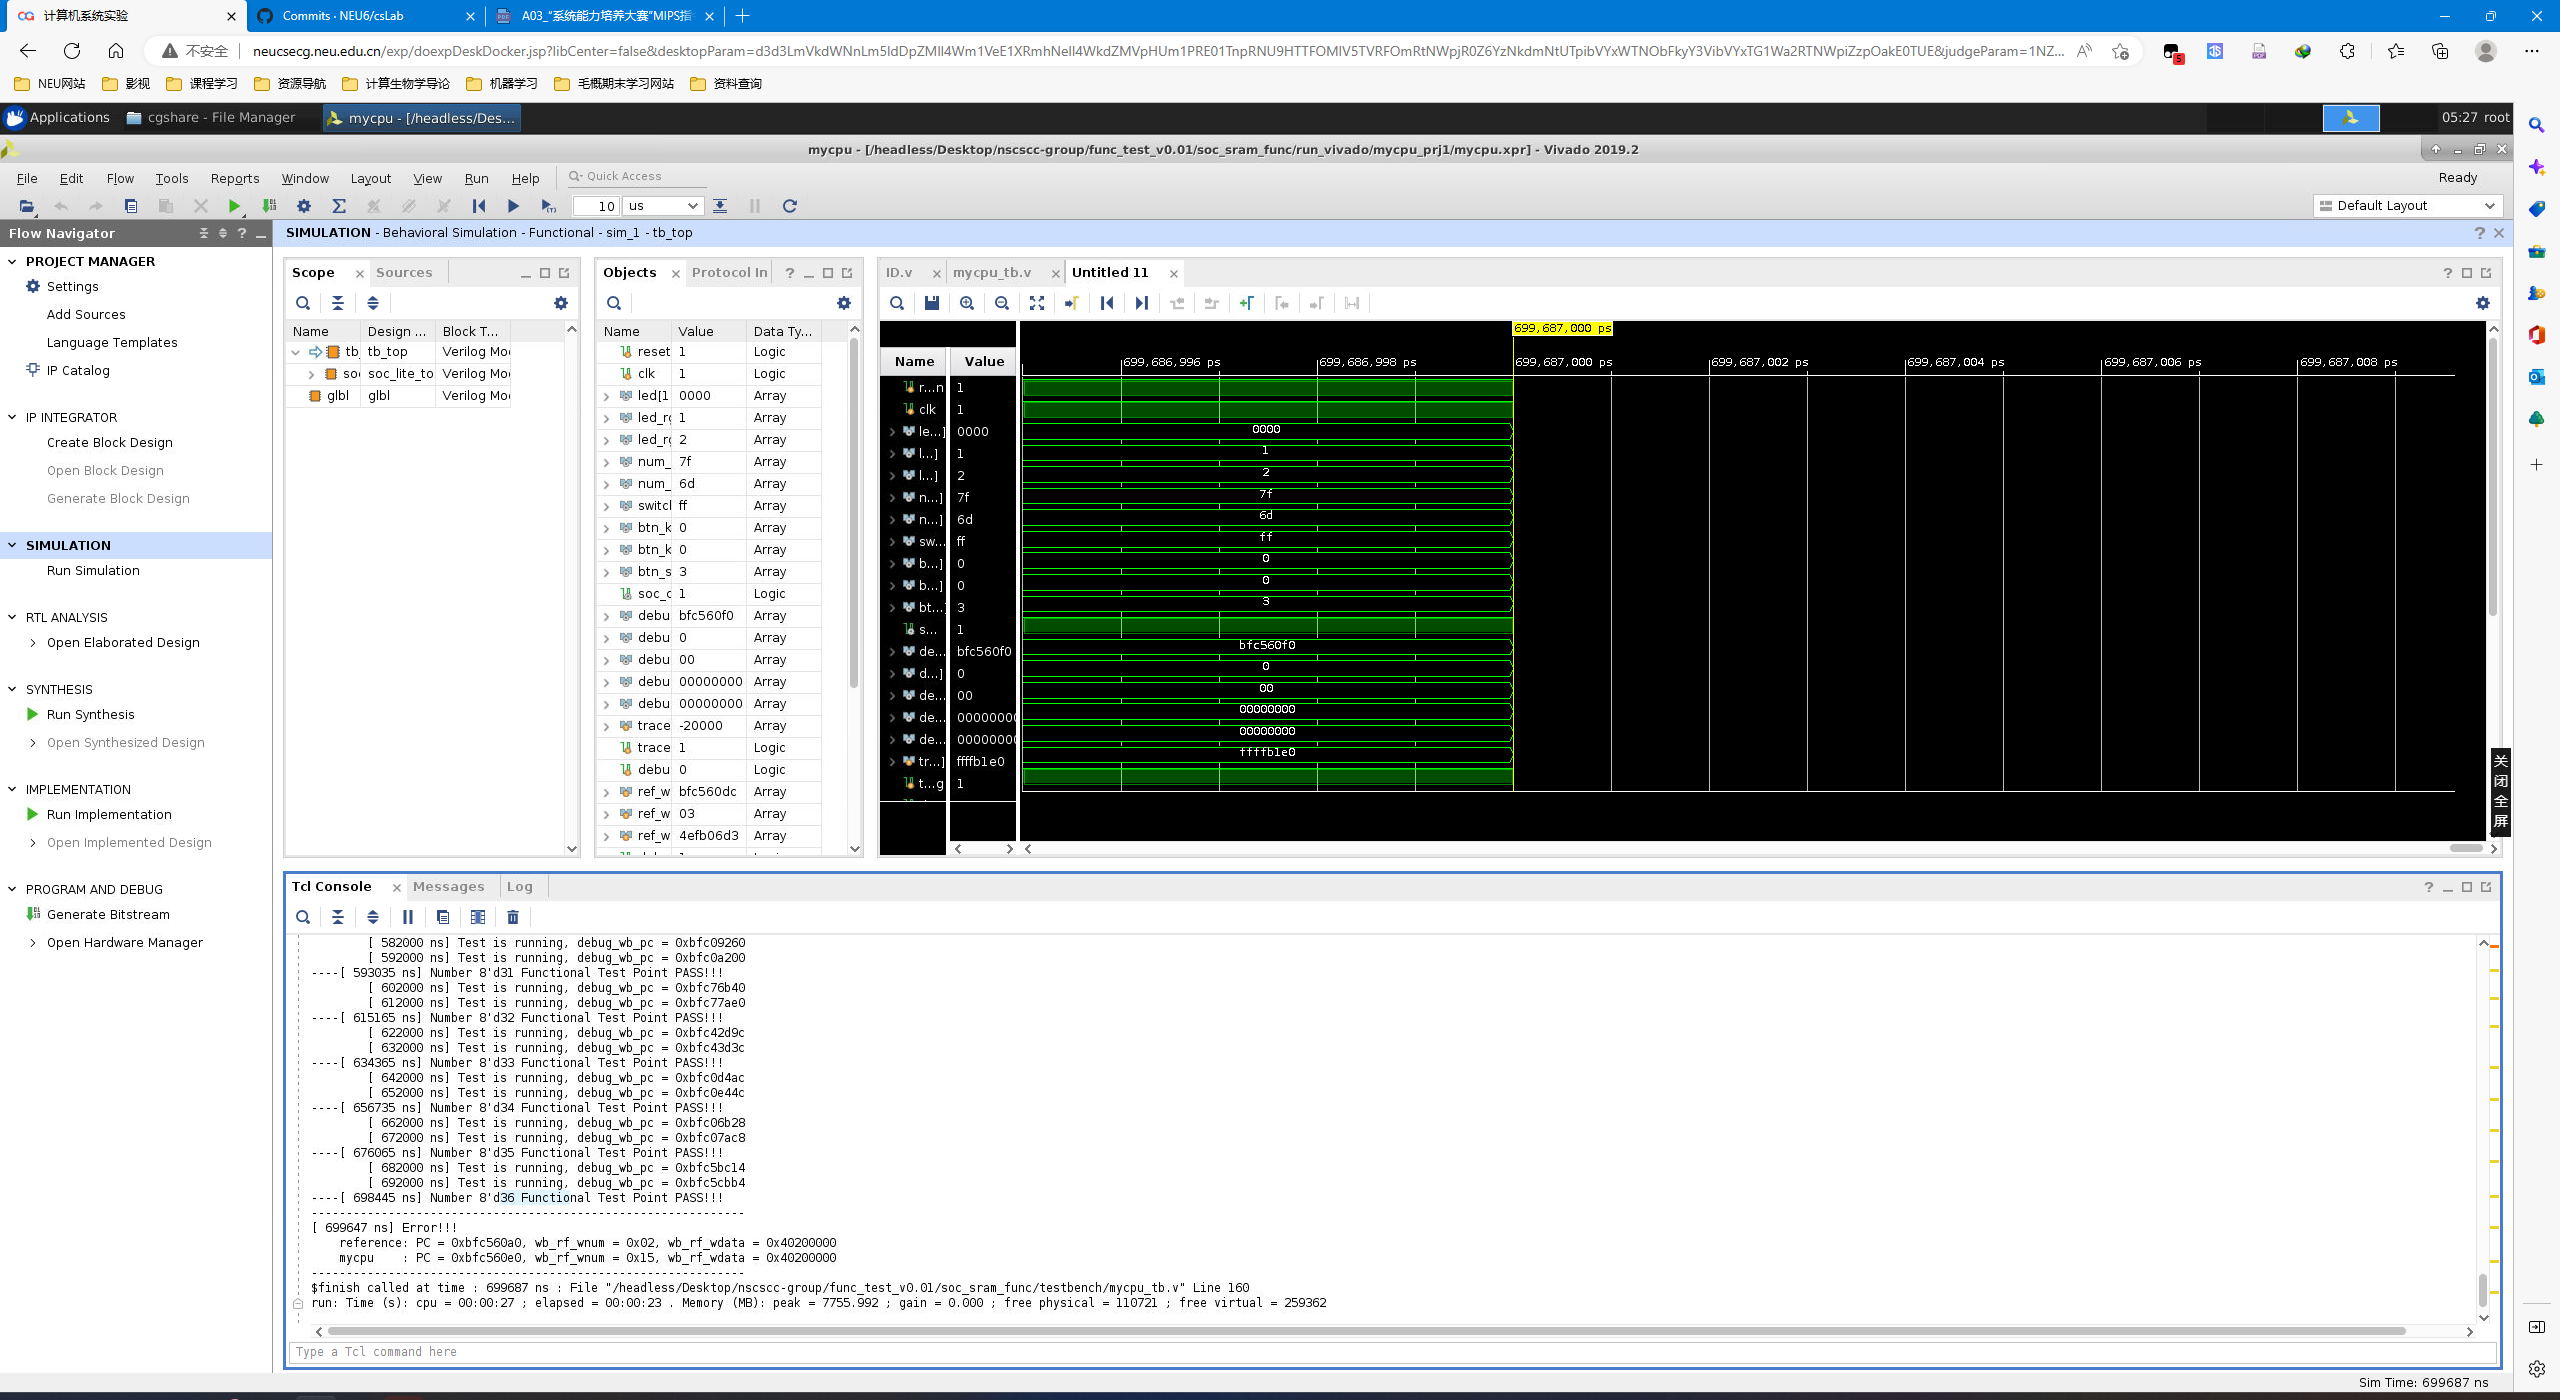 计算机系统实验
Commits · NEU6/csLab
A03_“系统能力培养大赛”MIPS指
不安全
neucsecg.neu.edu.cn/exp/doexpDeskDocker.jsp?libCenter=false&desktopParam=
NEU网站 影视 课程学习 资源导航 计算生物学导论 机器学习 毛概期末学习网站 资料查询
Applications cgshare - File Manager mycpu - [/headless/Des... 05:27 root
mycpu - [/headless/Desktop/nscscc-group/func_test_v0.01/soc_sram_func/run_vivado/mycpu_prj1/mycpu.xpr] - Vivado 2019.2
File Edit Flow Tools Reports Window Layout View Run Help Quick Access Ready
10 us Default Layout
Flow Navigator
SIMULATION - Behavioral Simulation - Functional - sim_1 - tb_top
PROJECT MANAGER
Settings
Add Sources
Language Templates
IP Catalog
IP INTEGRATOR
Create Block Design
Open Block Design
Generate Block Design
SIMULATION
Run Simulation
RTL ANALYSIS
Open Elaborated Design
SYNTHESIS
Run Synthesis
Open Synthesized Design
IMPLEMENTATION
Run Implementation
Open Implemented Design
PROGRAM AND DEBUG
Generate Bitstream
Open Hardware Manager
Scope Sources
Name Design ... Block T...
tb_ tb_top Verilog Mo
soc soc_lite_to Verilog Mo
glbl glbl Verilog Mo
Objects Protocol In
Name Value Data Ty...
reset 1 Logic
clk 1 Logic
led[1 0000 Array
led_r 1 Array
led_r 2 Array
num_ 7f Array
num_ 6d Array
switc ff Array
btn_k 0 Array
btn_k 0 Array
btn_s 3 Array
soc_c 1 Logic
debu bfc560f0 Array
debu 0 Array
debu 00 Array
debu 00000000 Array
debu 00000000 Array
trace -20000 Array
trace 1 Logic
debu 0 Logic
ref_w bfc560dc Array
ref_w 03 Array
ref_w 4efb06d3 Array
ID.v mycpu_tb.v Untitled 11
699,687,000 ps
699,686,996 ps 699,686,998 ps 699,687,000 ps 699,687,002 ps 699,687,004 ps 699,687,006 ps 699,687,008 ps
Name Value
r...n 1
clk 1
le...] 0000 0000
l...] 1 1
l...] 2 2
n...] 7f 7f
n...] 6d 6d
sw... ff ff
b...] 0 0
b...] 0 0
bt... 3 3
s... 1
de... bfc560f0 bfc560f0
d...] 0 0
de... 00 00
de... 00000000 00000000
de... 00000000 00000000
tr...] ffffb1e0 ffffb1e0
t...g 1
关闭全屏
Tcl Console Messages Log
[ 582000 ns] Test is running, debug_wb_pc = 0xbfc09260
[ 592000 ns] Test is running, debug_wb_pc = 0xbfc0a200
----[ 593035 ns] Number 8'd31 Functional Test Point PASS!!!
[ 602000 ns] Test is running, debug_wb_pc = 0xbfc76b40
[ 612000 ns] Test is running, debug_wb_pc = 0xbfc77ae0
----[ 615165 ns] Number 8'd32 Functional Test Point PASS!!!
[ 622000 ns] Test is running, debug_wb_pc = 0xbfc42d9c
[ 632000 ns] Test is running, debug_wb_pc = 0xbfc43d3c
----[ 634365 ns] Number 8'd33 Functional Test Point PASS!!!
[ 642000 ns] Test is running, debug_wb_pc = 0xbfc0d4ac
[ 652000 ns] Test is running, debug_wb_pc = 0xbfc0e44c
----[ 656735 ns] Number 8'd34 Functional Test Point PASS!!!
[ 662000 ns] Test is running, debug_wb_pc = 0xbfc06b28
[ 672000 ns] Test is running, debug_wb_pc = 0xbfc07ac8
----[ 676065 ns] Number 8'd35 Functional Test Point PASS!!!
[ 682000 ns] Test is running, debug_wb_pc = 0xbfc5bc14
[ 692000 ns] Test is running, debug_wb_pc = 0xbfc5cbb4
----[ 698445 ns] Number 8'd36 Functional Test Point PASS!!!
--------------------------------------------------------------
[ 699647 ns] Error!!!
reference: PC = 0xbfc560a0, wb_rf_wnum = 0x02, wb_rf_wdata = 0x40200000
mycpu : PC = 0xbfc560e0, wb_rf_wnum = 0x15, wb_rf_wdata = 0x40200000
--------------------------------------------------------------
$finish called at time : 699687 ns : File "/headless/Desktop/nscscc-group/func_test_v0.01/soc_sram_func/testbench/mycpu_tb.v" Line 160
run: Time (s): cpu = 00:00:27 ; elapsed = 00:00:23 . Memory (MB): peak = 7755.992 ; gain = 0.000 ; free physical = 110721 ; free virtual = 259362
Type a Tcl command here
Sim Time: 699687 ns